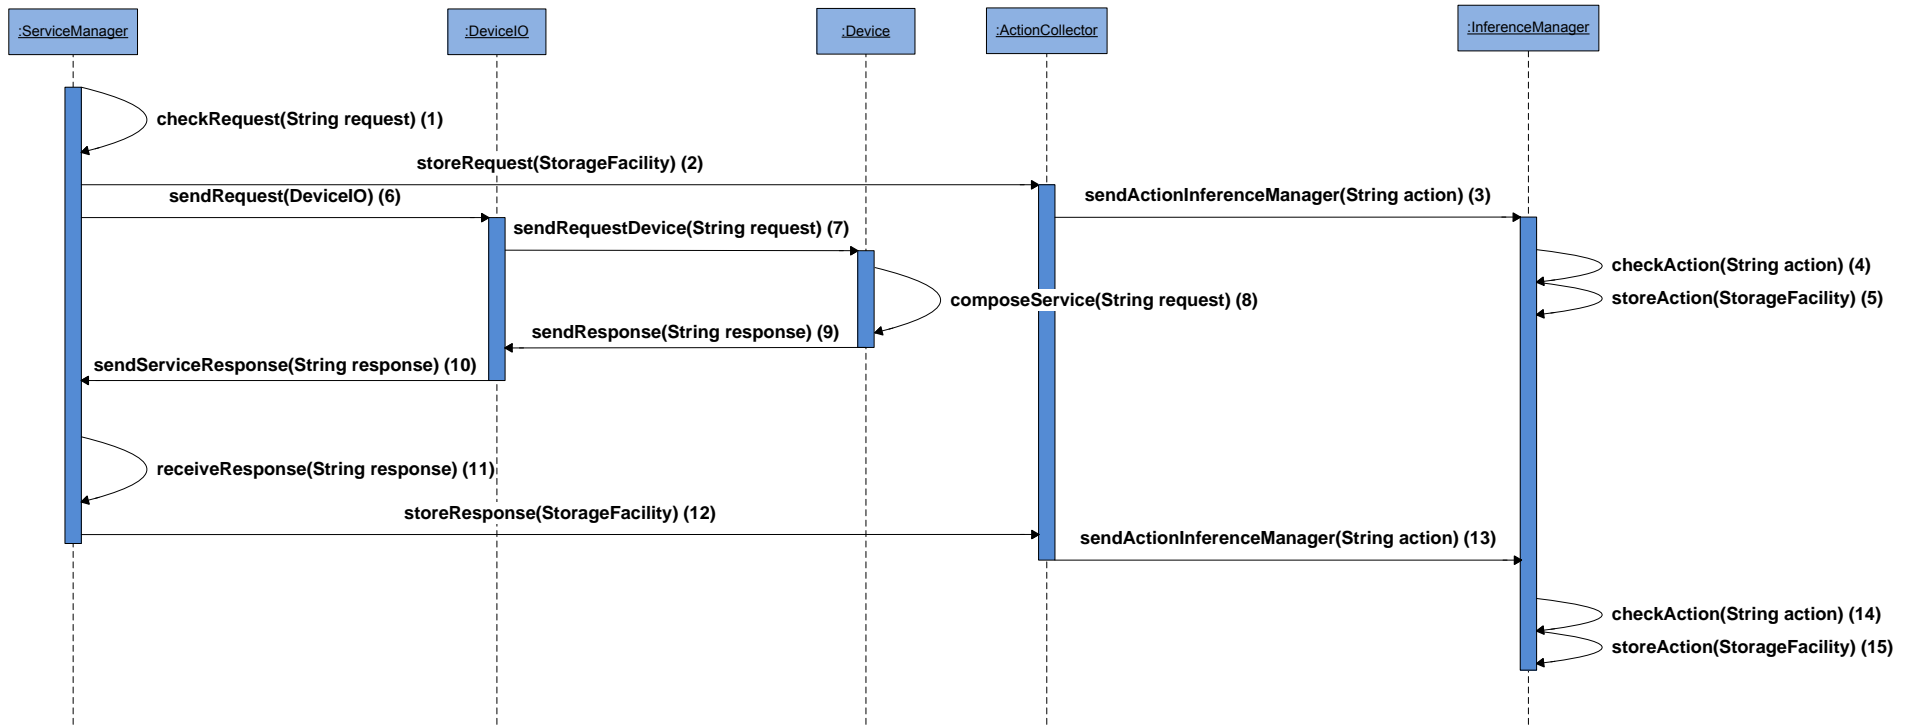 :ServiceManager
:DeviceIO
:Device
:ActionCollector
:InferenceManager
checkRequest(String request) (1)
storeRequest(StorageFacility) (2)
sendRequest(DeviceIO) (6)
sendActionInferenceManager(String action) (3)
sendRequestDevice(String request) (7)
checkAction(String action) (4)
composeService(String request) (8)
storeAction(StorageFacility) (5)
sendResponse(String response) (9)
sendServiceResponse(String response) (10)
receiveResponse(String response) (11)
storeResponse(StorageFacility) (12)
sendActionInferenceManager(String action) (13)
checkAction(String action) (14)
storeAction(StorageFacility) (15)